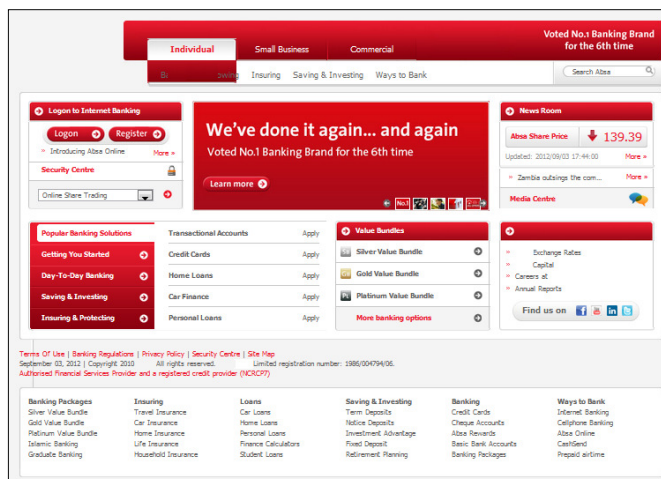 Voted No.1 Banking Brand
for the 6th time
Individual
Small Business
Commercial
Insuring
Saving & Investing
Ways to Bank
Search Absa
Logon to Internet Banking
Logon
Register
» Introducing Absa Online
More »
Security Centre
Online Share Trading
We've done it again... and again
Voted No.1 Banking Brand for the 6th time
Learn more
No.1
News Room
Absa Share Price
139.39
Updated: 2012/09/03 17:44:00
More »
» Zambia outsings the com...
More »
Media Centre
Popular Banking Solutions
Getting You Started
Day-To-Day Banking
Saving & Investing
Insuring & Protecting
Transactional Accounts Apply
Credit Cards Apply
Home Loans Apply
Car Finance Apply
Personal Loans Apply
Value Bundles
Silver Value Bundle
Gold Value Bundle
PL Platinum Value Bundle
More banking options
» Exchange Rates
» Capital
» Careers at
» Annual Reports
Find us on
Terms Of Use | Banking Regulations | Privacy Policy | Security Centre | Site Map
September 03, 2012 | Copyright 2010 All rights reserved. Limited registration number: 1986/004794/06.
Authorised Financial Services Provider and a registered credit provider (NCRCP7)
Banking Packages
Silver Value Bundle
Gold Value Bundle
Platinum Value Bundle
Islamic Banking
Graduate Banking
Insuring
Travel Insurance
Car Insurance
Home Insurance
Life Insurance
Household Insurance
Loans
Car Loans
Home Loans
Personal Loans
Finance Calculators
Student Loans
Saving & Investing
Term Deposits
Notice Deposits
Investment Advantage
Fixed Deposit
Retirement Planning
Banking
Credit Cards
Cheque Accounts
Absa Rewards
Basic Bank Accounts
Banking Packages
Ways to Bank
Internet Banking
Cellphone Banking
Absa Online
CashSend
Prepaid airtime